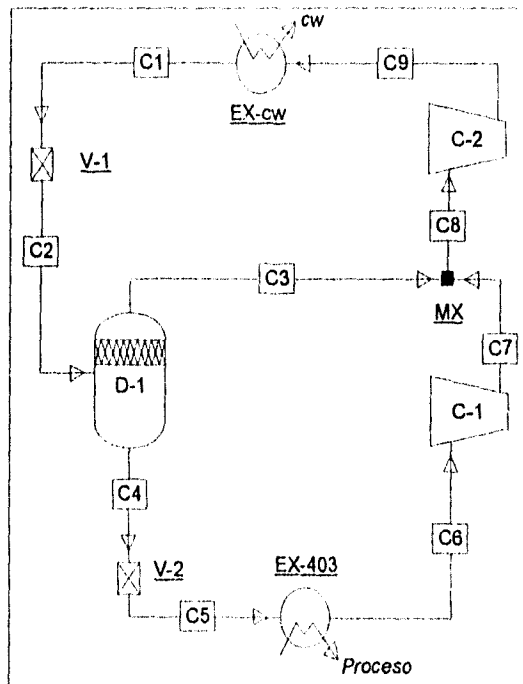 cw
C1
C9
EX-cw
C-2
V-1
C2
C8
C3
MX
C7
D-1
C-1
C4
C6
V-2
EX-403
C5
Proceso